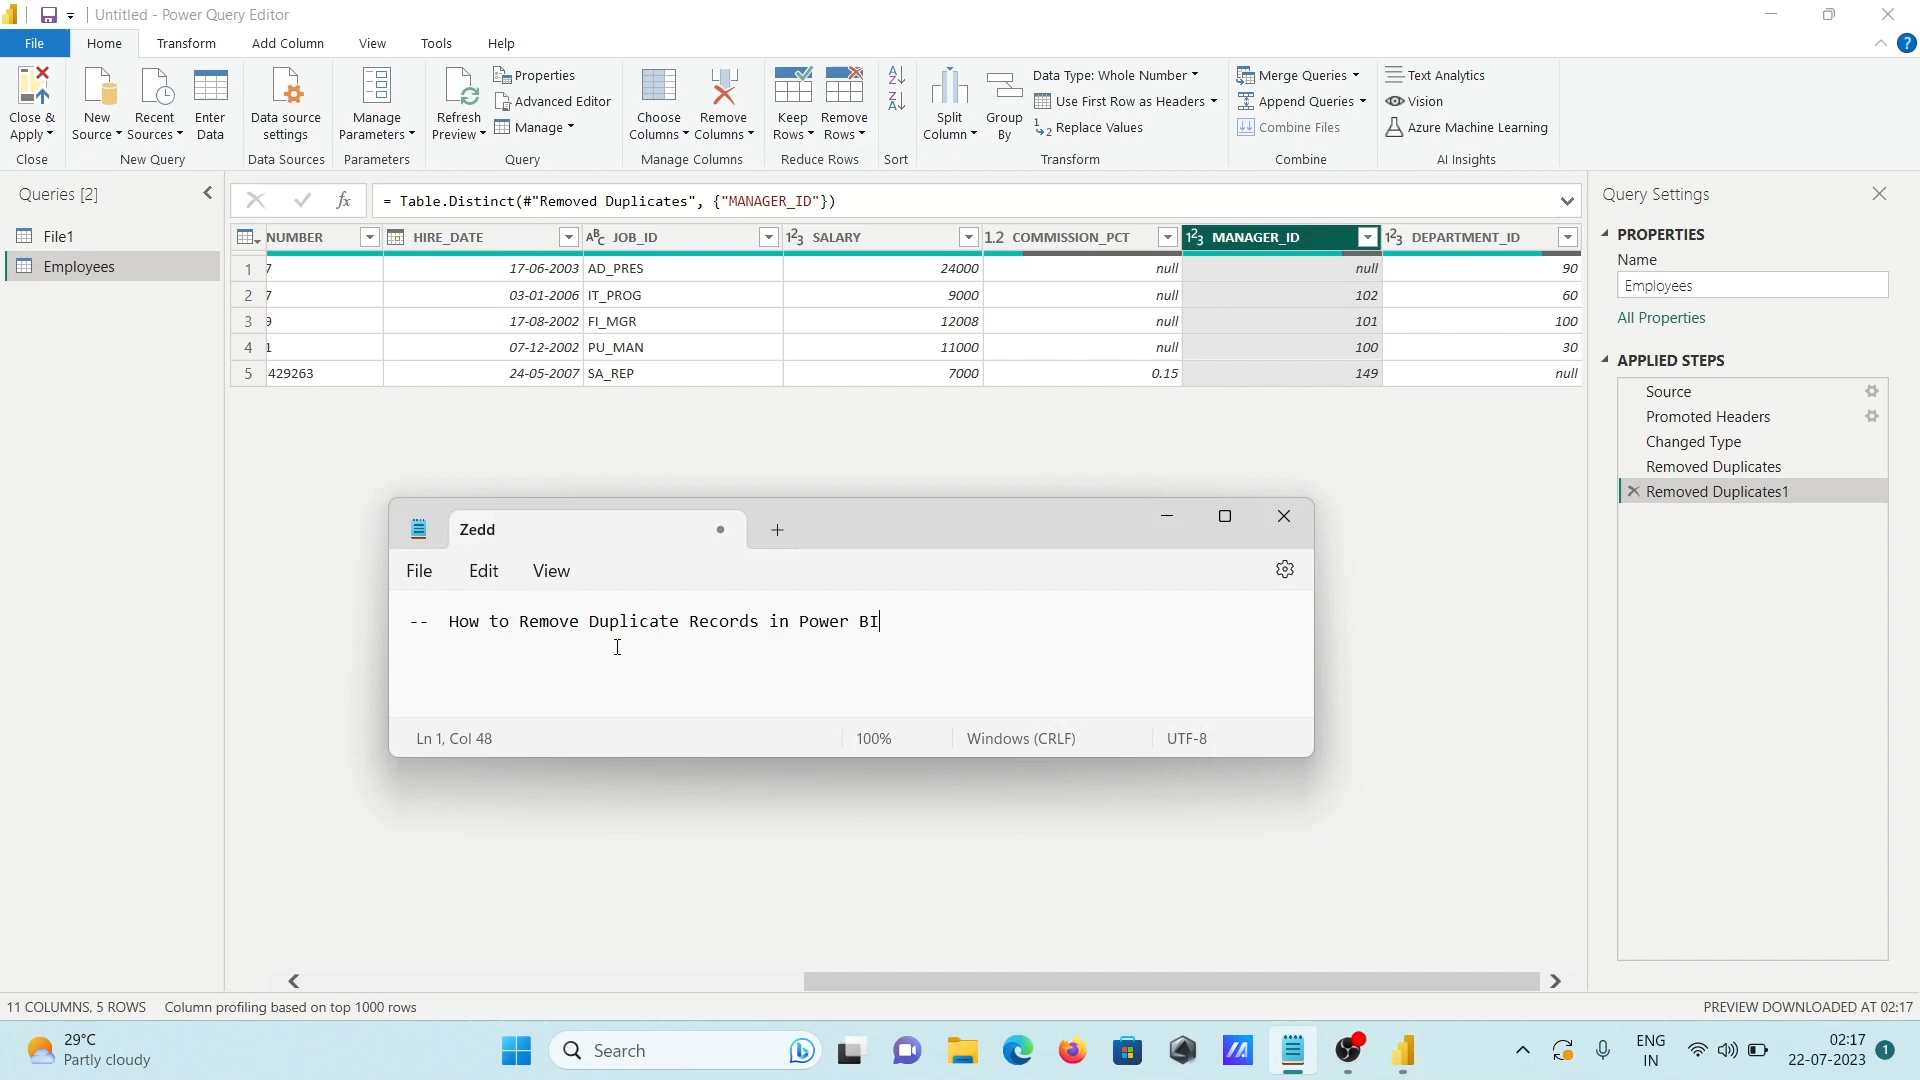 Untitled - Power Query Editor
File Home Transform Add Column View Tools Help
Close & Apply
Close
New Source
Recent Sources
Enter Data
New Query
Data source settings
Data Sources
Manage Parameters
Parameters
Refresh Preview
Properties
Advanced Editor
Manage
Query
Choose Columns
Remove Columns
Manage Columns
Keep Rows
Remove Rows
Reduce Rows
Sort
Split Column
Group By
Data Type: Whole Number
Use First Row as Headers
Replace Values
Transform
Merge Queries
Append Queries
Combine Files
Combine
Text Analytics
Vision
Azure Machine Learning
AI Insights
Queries [2]
File1
Employees
fx = Table.Distinct(#"Removed Duplicates", {"MANAGER_ID"})
NUMBER HIRE_DATE ABC JOB_ID 123 SALARY 1.2 COMMISSION_PCT 123 MANAGER_ID 123 DEPARTMENT_ID
1 7 17-06-2003 AD_PRES 24000 null null 90
2 7 03-01-2006 IT_PROG 9000 null 102 60
3 9 17-08-2002 FI_MGR 12008 null 101 100
4 1 07-12-2002 PU_MAN 11000 null 100 30
5 429263 24-05-2007 SA_REP 7000 0.15 149 null
Query Settings
PROPERTIES
Name
Employees
All Properties
APPLIED STEPS
Source
Promoted Headers
Changed Type
Removed Duplicates
Removed Duplicates1
Zedd
File Edit View
-- How to Remove Duplicate Records in Power BI
Ln 1, Col 48 100% Windows (CRLF) UTF-8
11 COLUMNS, 5 ROWS Column profiling based on top 1000 rows PREVIEW DOWNLOADED AT 02:17
29°C
Partly cloudy
Search
ENG
IN
02:17
22-07-2023
1